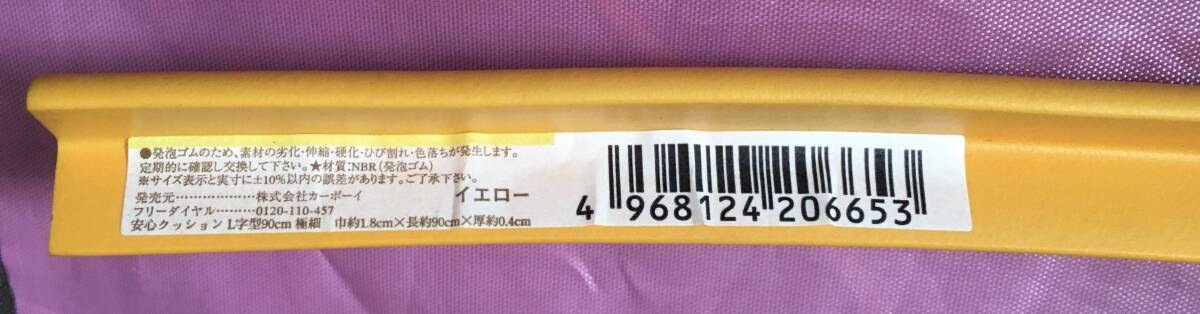 ●発泡ゴムのため、素材の劣化・伸縮・硬化・ひび割れ・色落ちが発生します。
定期的に確認し交換して下さい。★材質:NBR(発泡ゴム)
※サイズ表示と実寸に±10%以内の誤差があります。ご了承下さい。
発売元………………株式会社カーボーイ
イエロー
フリーダイヤル………0120-110-457
安心クッション L字型90cm 極細 巾約1.8cm×長約90cm×厚約0.4cm
4 968124 206653